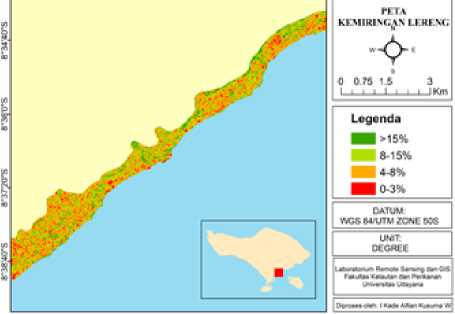 PETA
KEMIRINGAN LERENG
N
W
E
S
0 0.75 1.5 3
Km
Legenda
>15%
8-15%
4-8%
0-3%
DATUM:
WGS 84/UTM ZONE 50S
UNIT:
DEGREE
Laboratorium Remote Sensing dan GIS
Fakultas Kelautan dan Perikanan
Universitas Udayana
Diproses oleh: I Kade Alfian Kusuma W
8°34'40"S
8°36'0"S
8°37'20"S
8°38'40"S